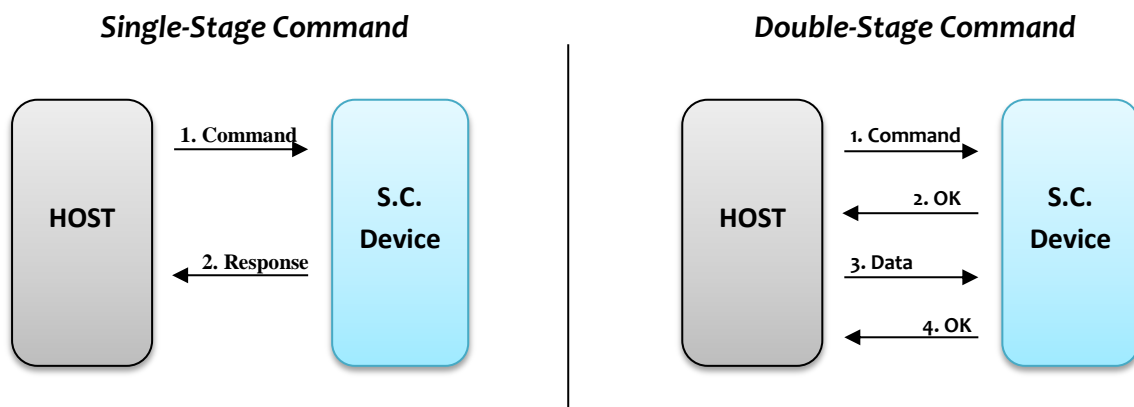 Single-Stage Command
HOST
1. Command
2. Response
S.C.
Device
Double-Stage Command
HOST
1. Command
2. OK
3. Data
4. OK
S.C.
Device